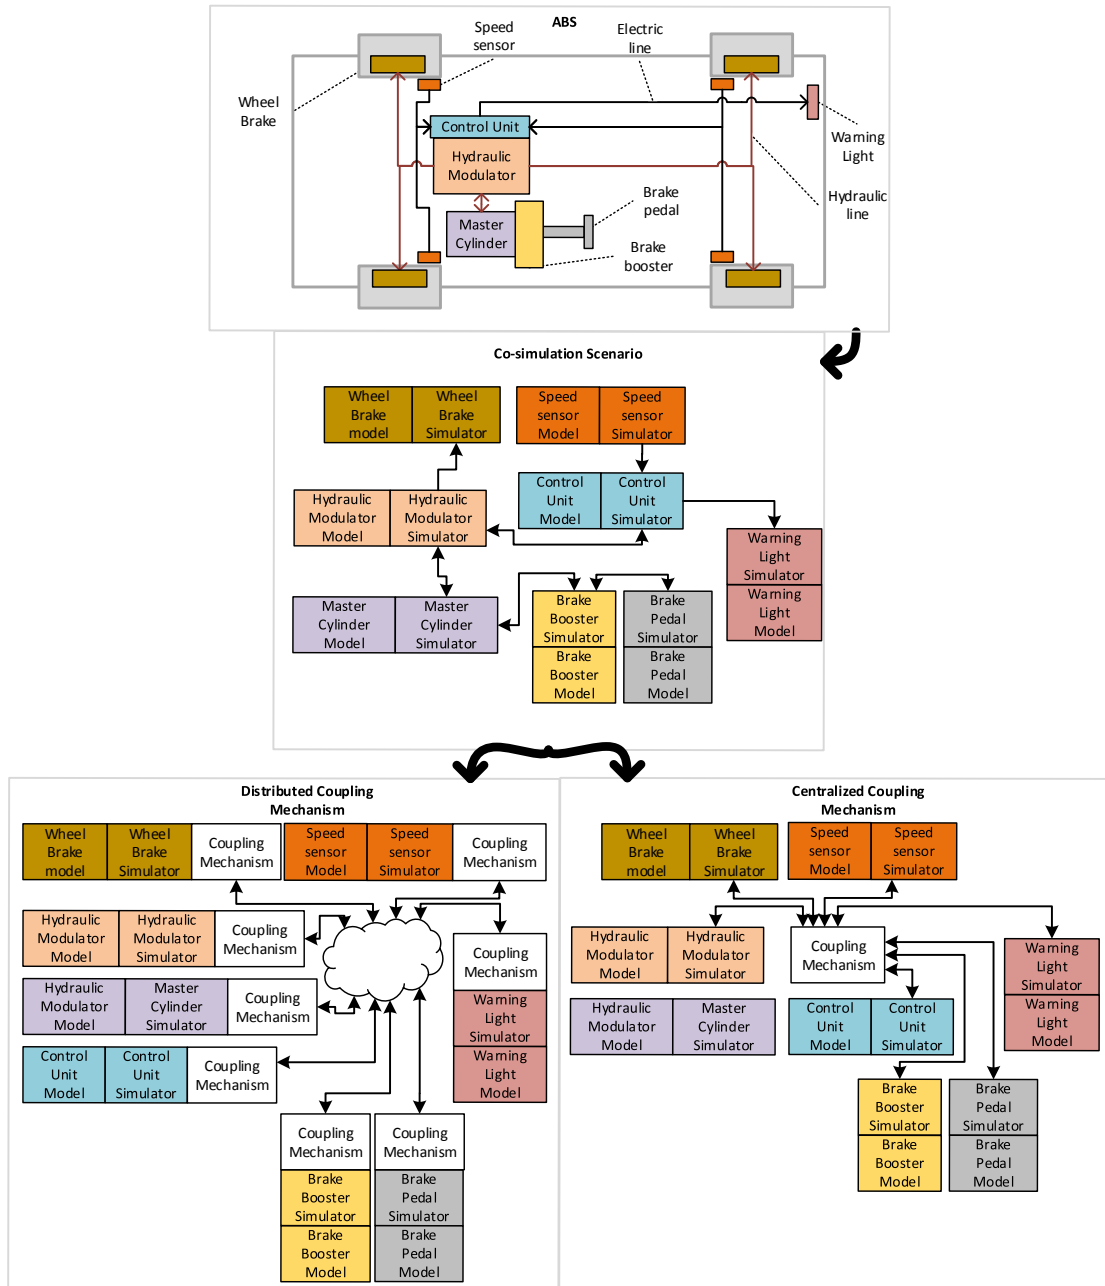 ABS
Speed
sensor
Electric
line
Wheel
Brake
Control Unit
Hydraulic
Modulator
Warning
Light
Hydraulic
line
Brake
pedal
Master
Cylinder
Brake
booster
Co-simulation Scenario
Wheel
Brake
model
Wheel
Brake
Simulator
Speed
sensor
Model
Speed
sensor
Simulator
Hydraulic
Modulator
Model
Hydraulic
Modulator
Simulator
Control
Unit
Model
Control
Unit
Simulator
Warning
Light
Simulator
Warning
Light
Model
Master
Cylinder
Model
Master
Cylinder
Simulator
Brake
Booster
Simulator
Brake
Booster
Model
Brake
Pedal
Simulator
Brake
Pedal
Model
Distributed Coupling
Mechanism
Wheel
Brake
model
Wheel
Brake
Simulator
Coupling
Mechanism
Speed
sensor
Model
Speed
sensor
Simulator
Coupling
Mechanism
Hydraulic
Modulator
Model
Hydraulic
Modulator
Simulator
Coupling
Mechanism
Hydraulic
Modulator
Model
Master
Cylinder
Simulator
Coupling
Mechanism
Control
Unit
Model
Control
Unit
Simulator
Coupling
Mechanism
Coupling
Mechanism
Warning
Light
Simulator
Warning
Light
Model
Coupling
Mechanism
Brake
Booster
Simulator
Brake
Booster
Model
Coupling
Mechanism
Brake
Pedal
Simulator
Brake
Pedal
Model
Centralized Coupling
Mechanism
Wheel
Brake
model
Wheel
Brake
Simulator
Speed
sensor
Model
Speed
sensor
Simulator
Hydraulic
Modulator
Model
Hydraulic
Modulator
Simulator
Coupling
Mechanism
Warning
Light
Simulator
Warning
Light
Model
Hydraulic
Modulator
Model
Master
Cylinder
Simulator
Control
Unit
Model
Control
Unit
Simulator
Brake
Booster
Simulator
Brake
Booster
Model
Brake
Pedal
Simulator
Brake
Pedal
Model